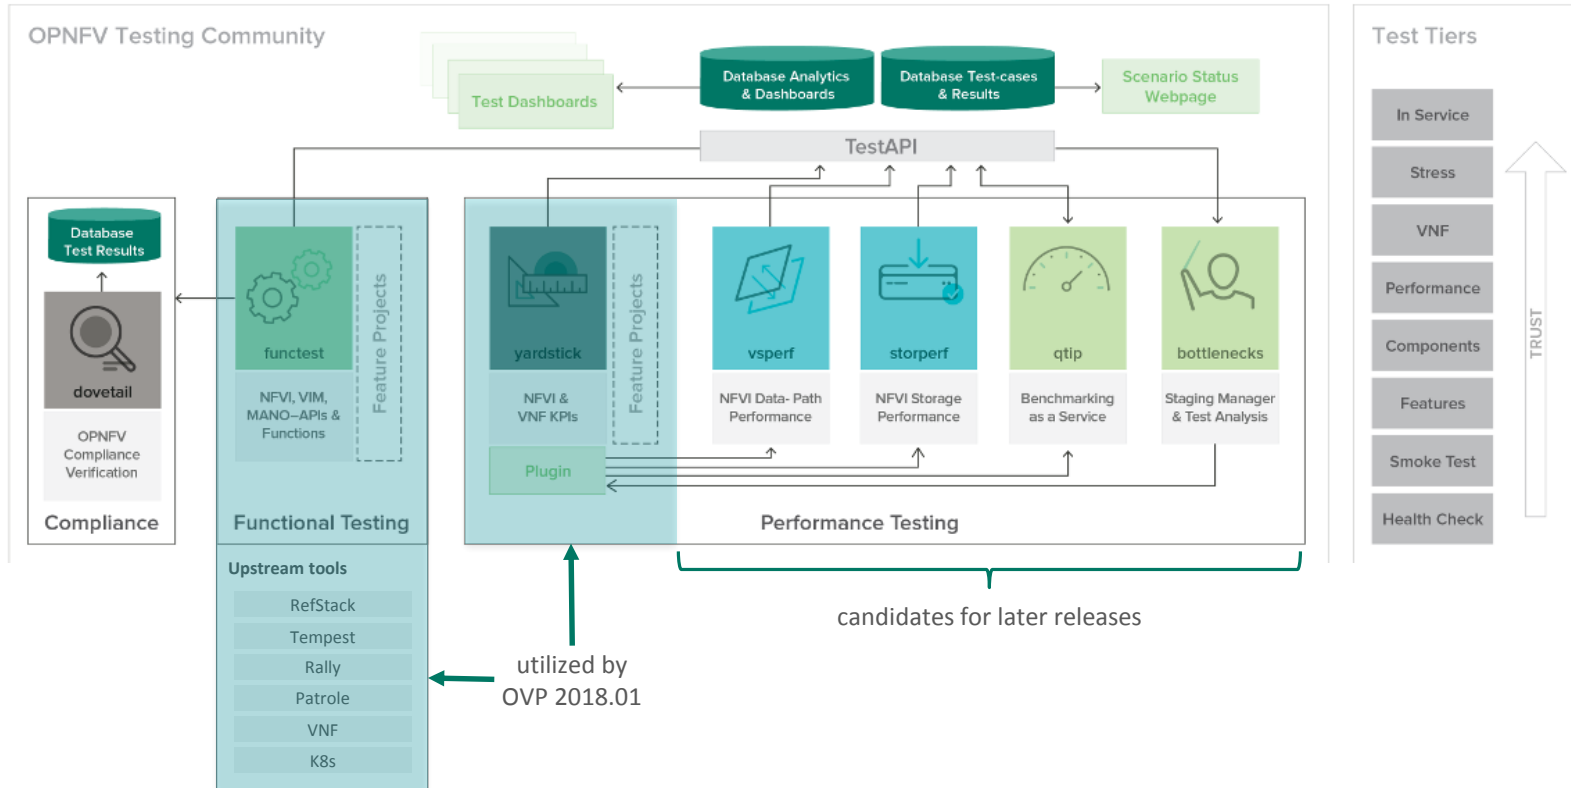 OPNFV Testing Community
Test Tiers
Database Analytics
& Dashboards
Database Test-cases
& Results
Scenario Status
Webpage
Test Dashboards
TestAPI
Database
Test Results
dovetail
OPNFV
Compliance
Verification
Compliance
functest
NFVI, VIM,
MANO–APIs &
Functions
Feature Projects
Functional Testing
Upstream tools
RefStack
Tempest
Rally
Patrole
VNF
K8s
yardstick
NFVI &
VNF KPIs
Plugin
Feature Projects
vsperf
NFVI Data- Path
Performance
storperf
NFVI Storage
Performance
qtip
Benchmarking
as a Service
bottlenecks
Staging Manager
& Test Analysis
Performance Testing
utilized by
OVP 2018.01
candidates for later releases
In Service
Stress
VNF
Performance
Components
Features
Smoke Test
Health Check
TRUST